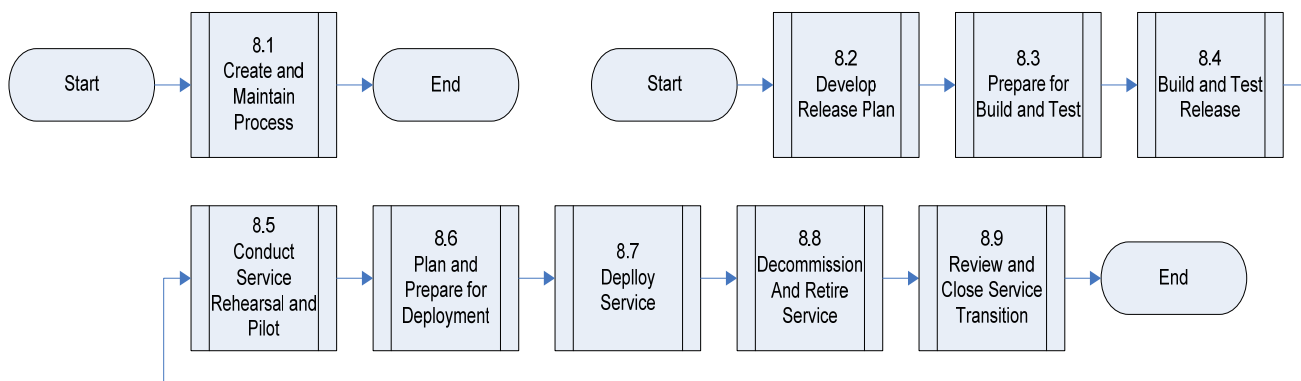 Start
8.1
Create and
Maintain
Process
End
Start
8.2
Develop
Release Plan
8.3
Prepare for
Build and Test
8.4
Build and Test
Release
8.5
Conduct
Service
Rehearsal and
Pilot
8.6
Plan and
Prepare for
Deployment
8.7
Deplloy
Service
8.8
Decommission
And Retire
Service
8.9
Review and
Close Service
Transition
End